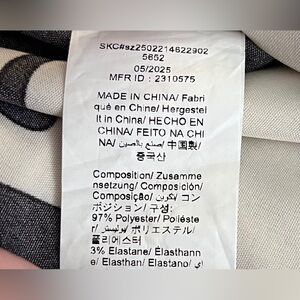 SKC#sz2502214622902
5652
05/2025
MFR ID : 2310575
MADE IN CHINA/ Fabri
qué en Chine/ Hergestel
lt in China/ HECHO EN
CHINA/ FEITO NA CHI
NA/ صنع بالصين/ 中国製/
중국산
Composition/ Zusamme
nsetzung/ Composición/
Composição/ تكوين/ コン
ポジション/ 구성:
97% Polyester/ Poliéste
r/ بوليستر/ ポリエステル/
폴리에스터
3% Elastane/ Élasthann
e/ Elasthan/ Elastano/